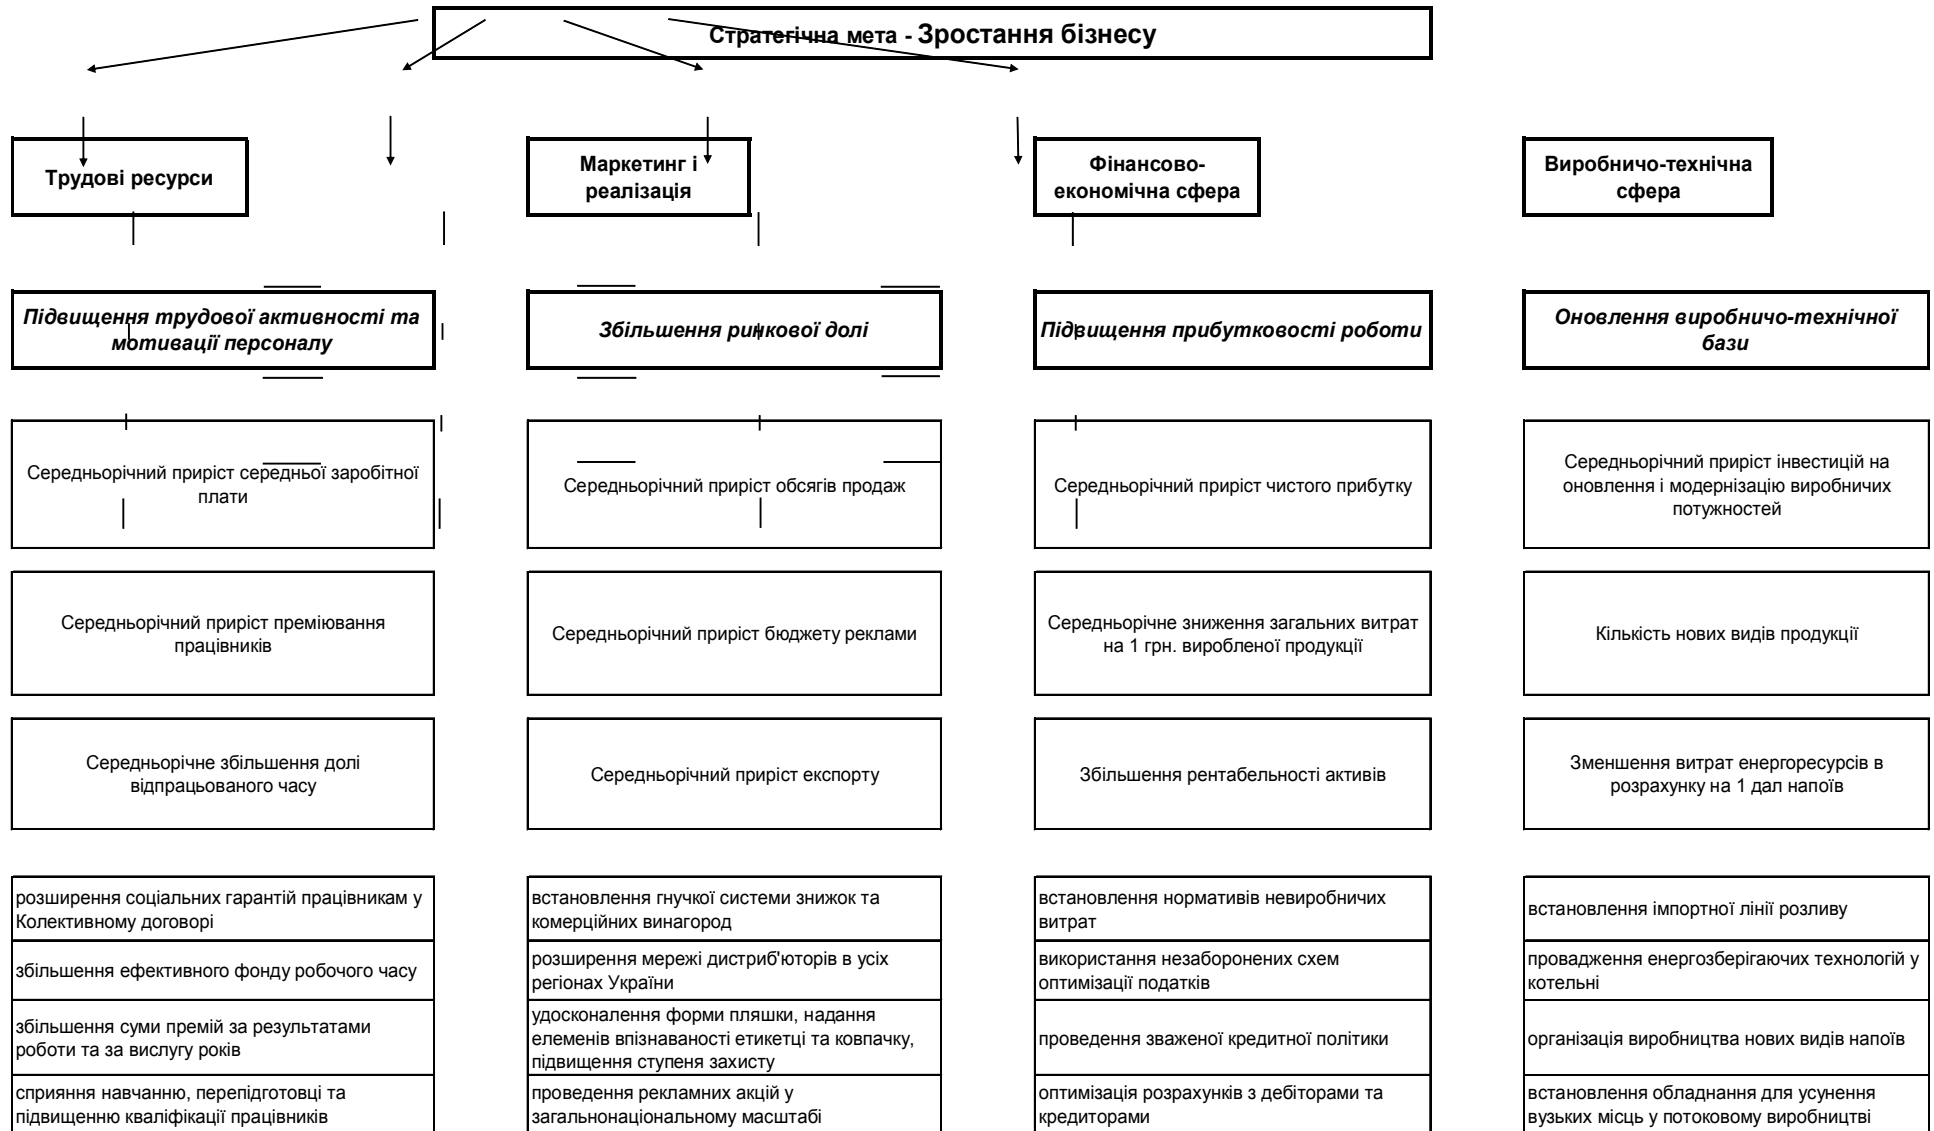 Стратегічна мета - Зростання бізнесу
Трудові ресурси
Маркетинг і
реалізація
Фінансово-
економічна сфера
Виробничо-технічна
сфера
Підвищення трудової активності та
мотивації персоналу
Збільшення ринкової долі
Підвищення прибутковості роботи
Оновлення виробничо-технічної
бази
Середньорічний приріст середньої заробітної
плати
Середньорічний приріст обсягів продаж
Середньорічний приріст чистого прибутку
Середньорічний приріст інвестицій на
оновлення і модернізацію виробничих
потужностей
Середньорічний приріст преміювання
працівників
Середньорічний приріст бюджету реклами
Середньорічне зниження загальних витрат
на 1 грн. виробленої продукції
Кількість нових видів продукції
Середньорічне збільшення долі
відпрацьованого часу
Середньорічний приріст експорту
Збільшення рентабельності активів
Зменшення витрат енергоресурсів в
розрахунку на 1 дал напоїв
розширення соціальних гарантій працівникам у
Колективному договорі
встановлення гнучкої системи знижок та
комерційних винагород
встановлення нормативів невиробничих
витрат
встановлення імпортної лінії розливу
збільшення ефективного фонду робочого часу
розширення мережі дистриб'юторів в усіх
регіонах України
використання незаборонених схем
оптимізації податків
провадження енергозберігаючих технологій у
котельні
збільшення суми премій за результатами
роботи та за вислугу років
удосконалення форми пляшки, надання
елеменів впізнаваності етикетці та ковпачку,
підвищення ступеня захисту
проведення зваженої кредитної політики
організація виробництва нових видів напоїв
сприяння навчанню, перепідготовці та
підвищенню кваліфікації працівників
проведення рекламних акцій у
загальнонаціональному масштабі
оптимізація розрахунків з дебіторами та
кредиторами
встановлення обладнання для усунення
вузьких місць у потоковому виробництві